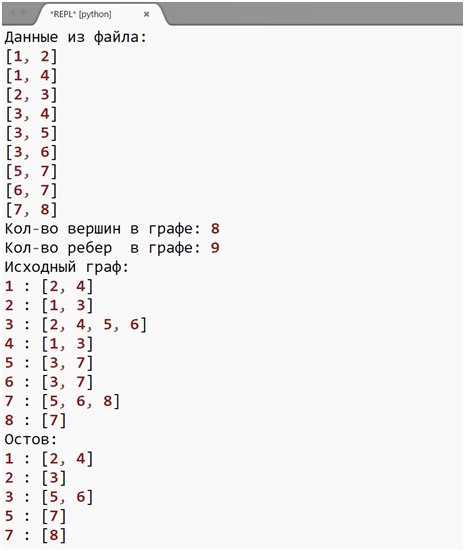 *REPL* [python]
Данные из файла:
[1, 2]
[1, 4]
[2, 3]
[3, 4]
[3, 5]
[3, 6]
[5, 7]
[6, 7]
[7, 8]
Кол-во вершин в графе: 8
Кол-во ребер  в графе: 9
Исходный граф:
1 : [2, 4]
2 : [1, 3]
3 : [2, 4, 5, 6]
4 : [1, 3]
5 : [3, 7]
6 : [3, 7]
7 : [5, 6, 8]
8 : [7]
Остов:
1 : [2, 4]
2 : [3]
3 : [5, 6]
5 : [7]
7 : [8]